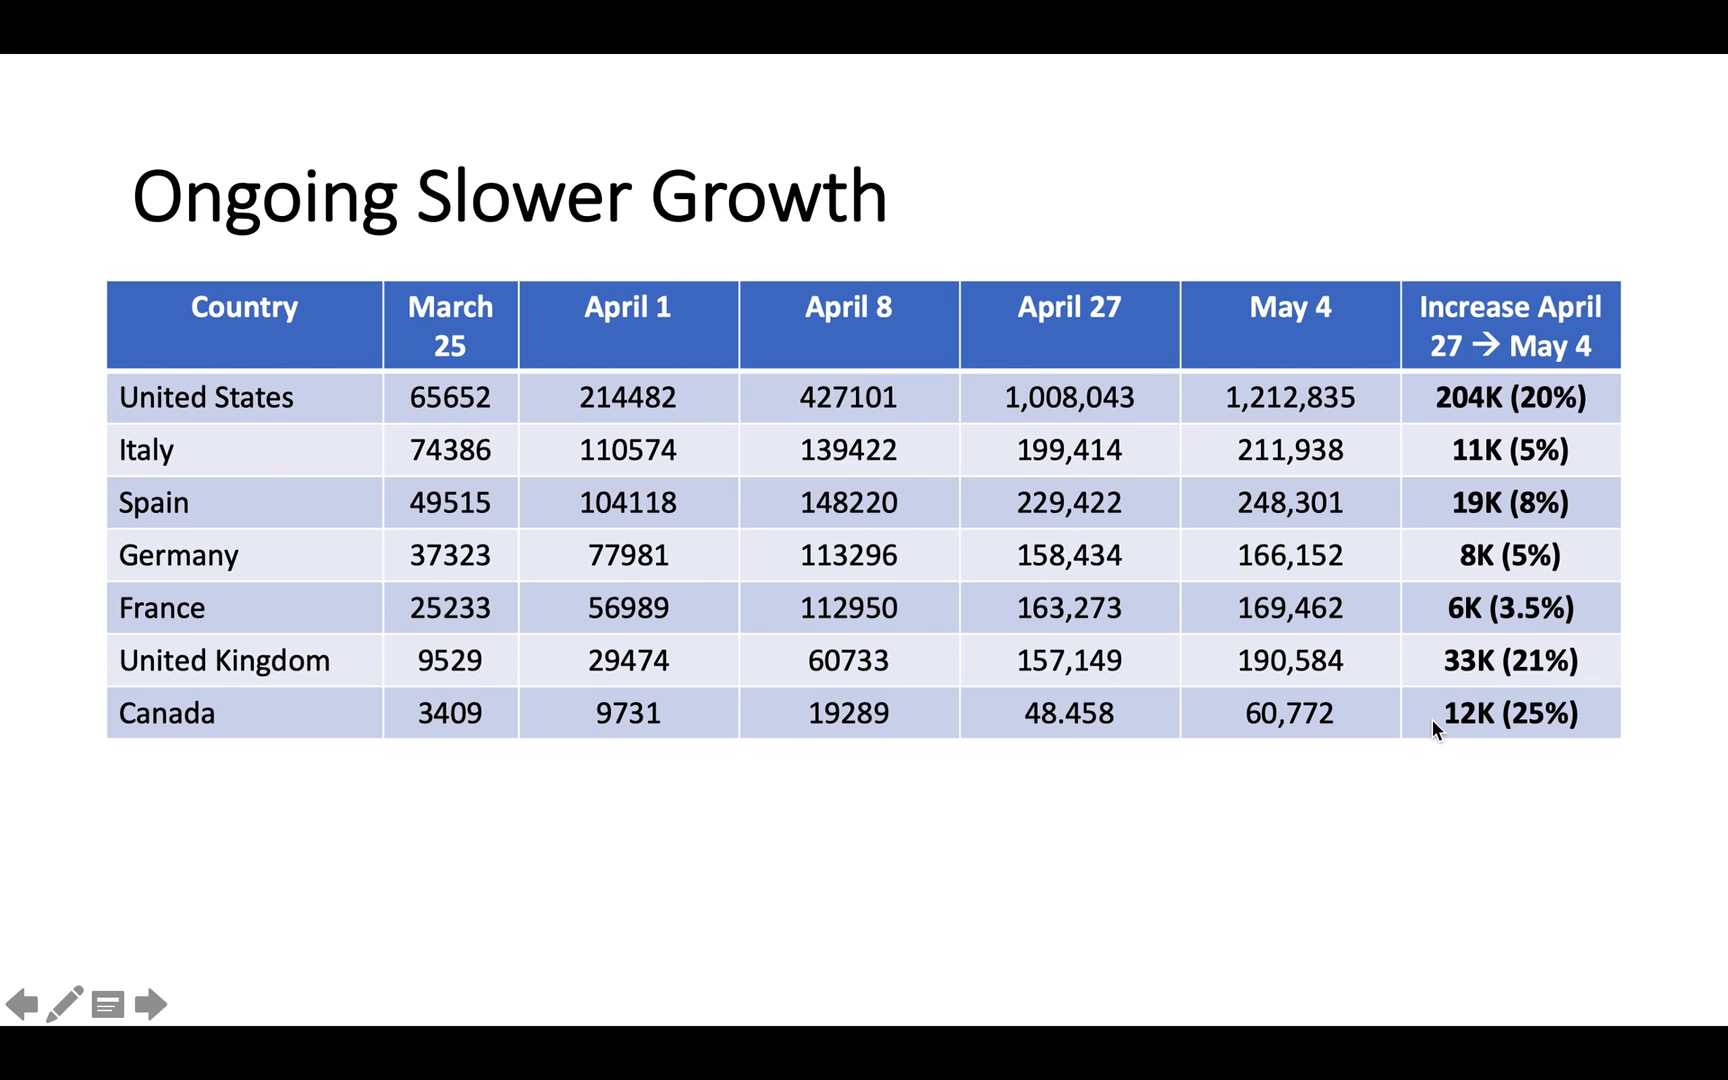 Ongoing Slower Growth
Country March 25 April 1 April 8 April 27 May 4 Increase April 27 → May 4
United States 65652 214482 427101 1,008,043 1,212,835 204K (20%)
Italy 74386 110574 139422 199,414 211,938 11K (5%)
Spain 49515 104118 148220 229,422 248,301 19K (8%)
Germany 37323 77981 113296 158,434 166,152 8K (5%)
France 25233 56989 112950 163,273 169,462 6K (3.5%)
United Kingdom 9529 29474 60733 157,149 190,584 33K (21%)
Canada 3409 9731 19289 48.458 60,772 12K (25%)